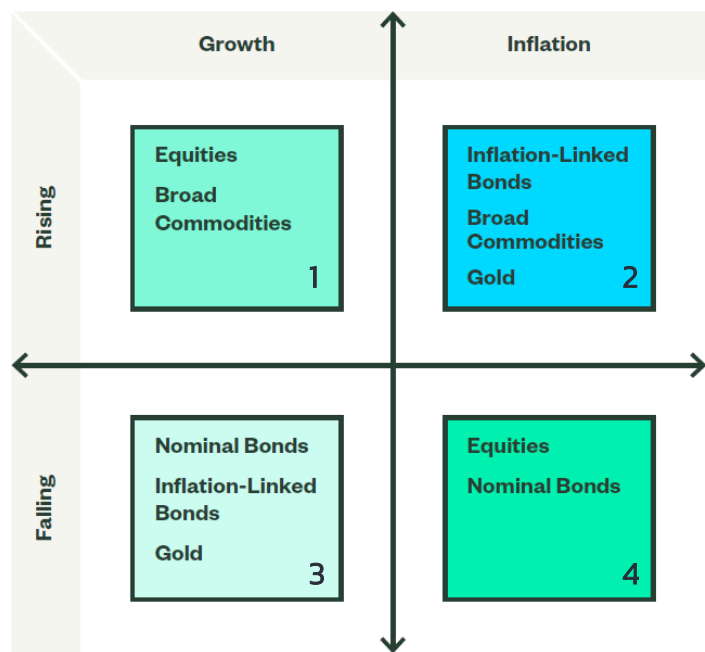 Growth
Inflation
Rising
Equities
Broad
Commodities
1
Inflation-Linked
Bonds
Broad
Commodities
Gold
2
Falling
Nominal Bonds
Inflation-Linked
Bonds
Gold
3
Equities
Nominal Bonds
4